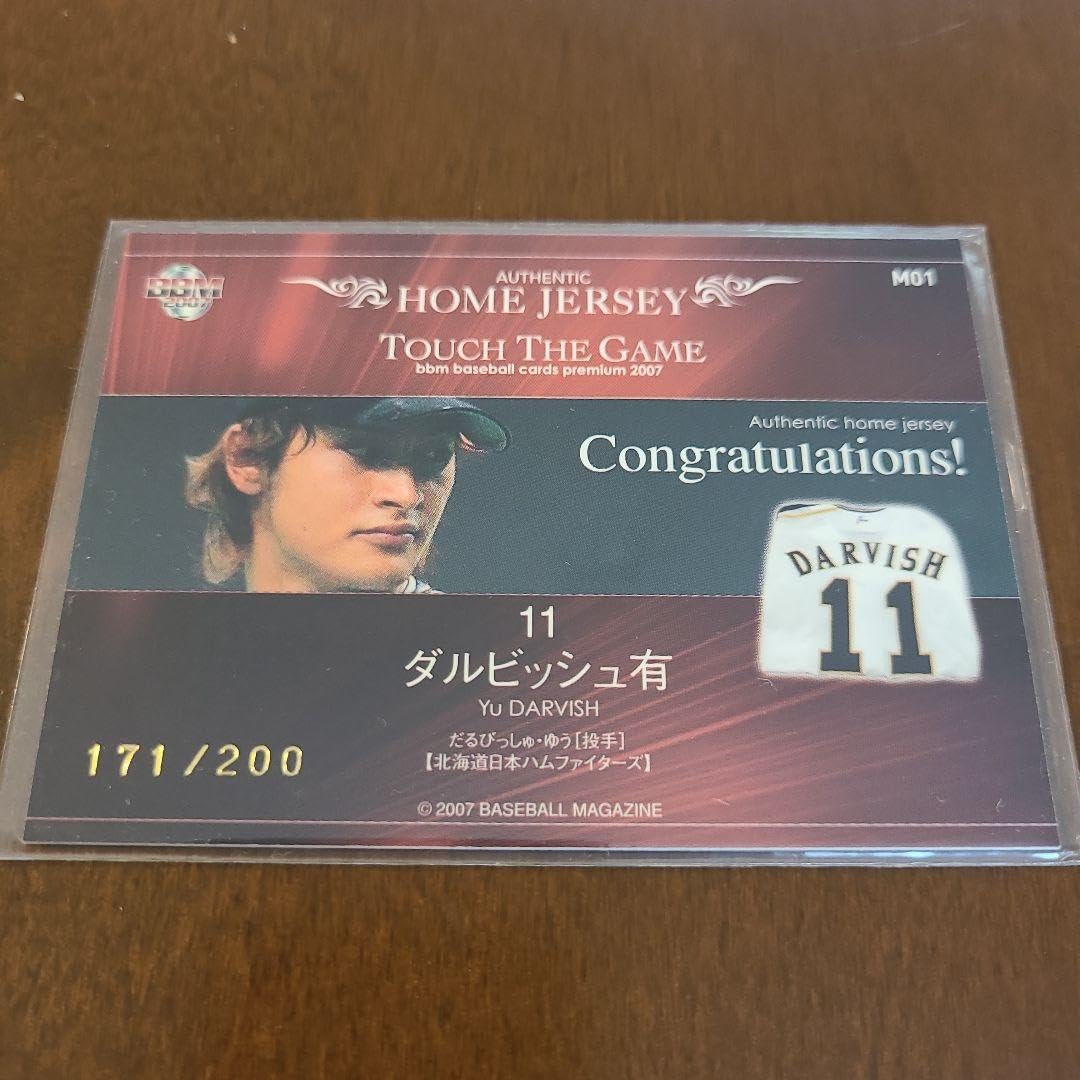 BBM
2007
AUTHENTIC
HOME JERSEY
M01
TOUCH THE GAME
bbm baseball cards premium 2007
Authentic home jersey
Congratulations!
DARVISH
11
11
ダルビッシュ有
Yu DARVISH
だるびっしゅ・ゆう[投手]
【北海道日本ハムファイターズ】
171/200
© 2007 BASEBALL MAGAZINE